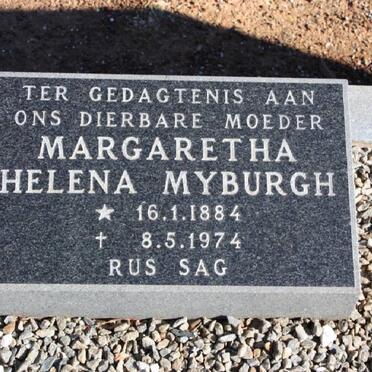 TER GEDAGTENIS AAN
ONS DIERBARE MOEDER
MARGARETHA
HELENA MYBURGH
★ 16.1.1884
† 8.5.1974
RUS SAG